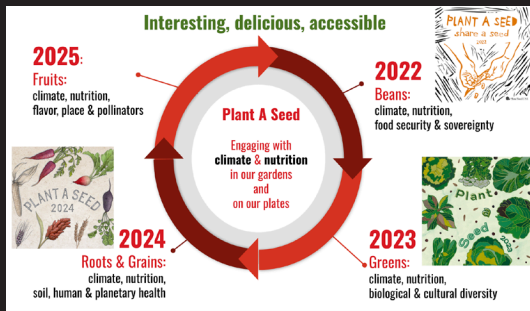 Interesting, delicious, accessible
2025:
Fruits:
climate, nutrition,
flavor, place & pollinators
PLANT A SEED
share a seed
2022
2022
Beans:
climate, nutrition,
food security & sovereignty
Plant A Seed
Engaging with
climate & nutrition
in our gardens
and
on our plates
PLANT A SEED
2024
2024
Roots & Grains:
climate, nutrition,
soil, human & planetary health
Plant
a
Seed
2023
Greens:
climate, nutrition,
biological & cultural diversity